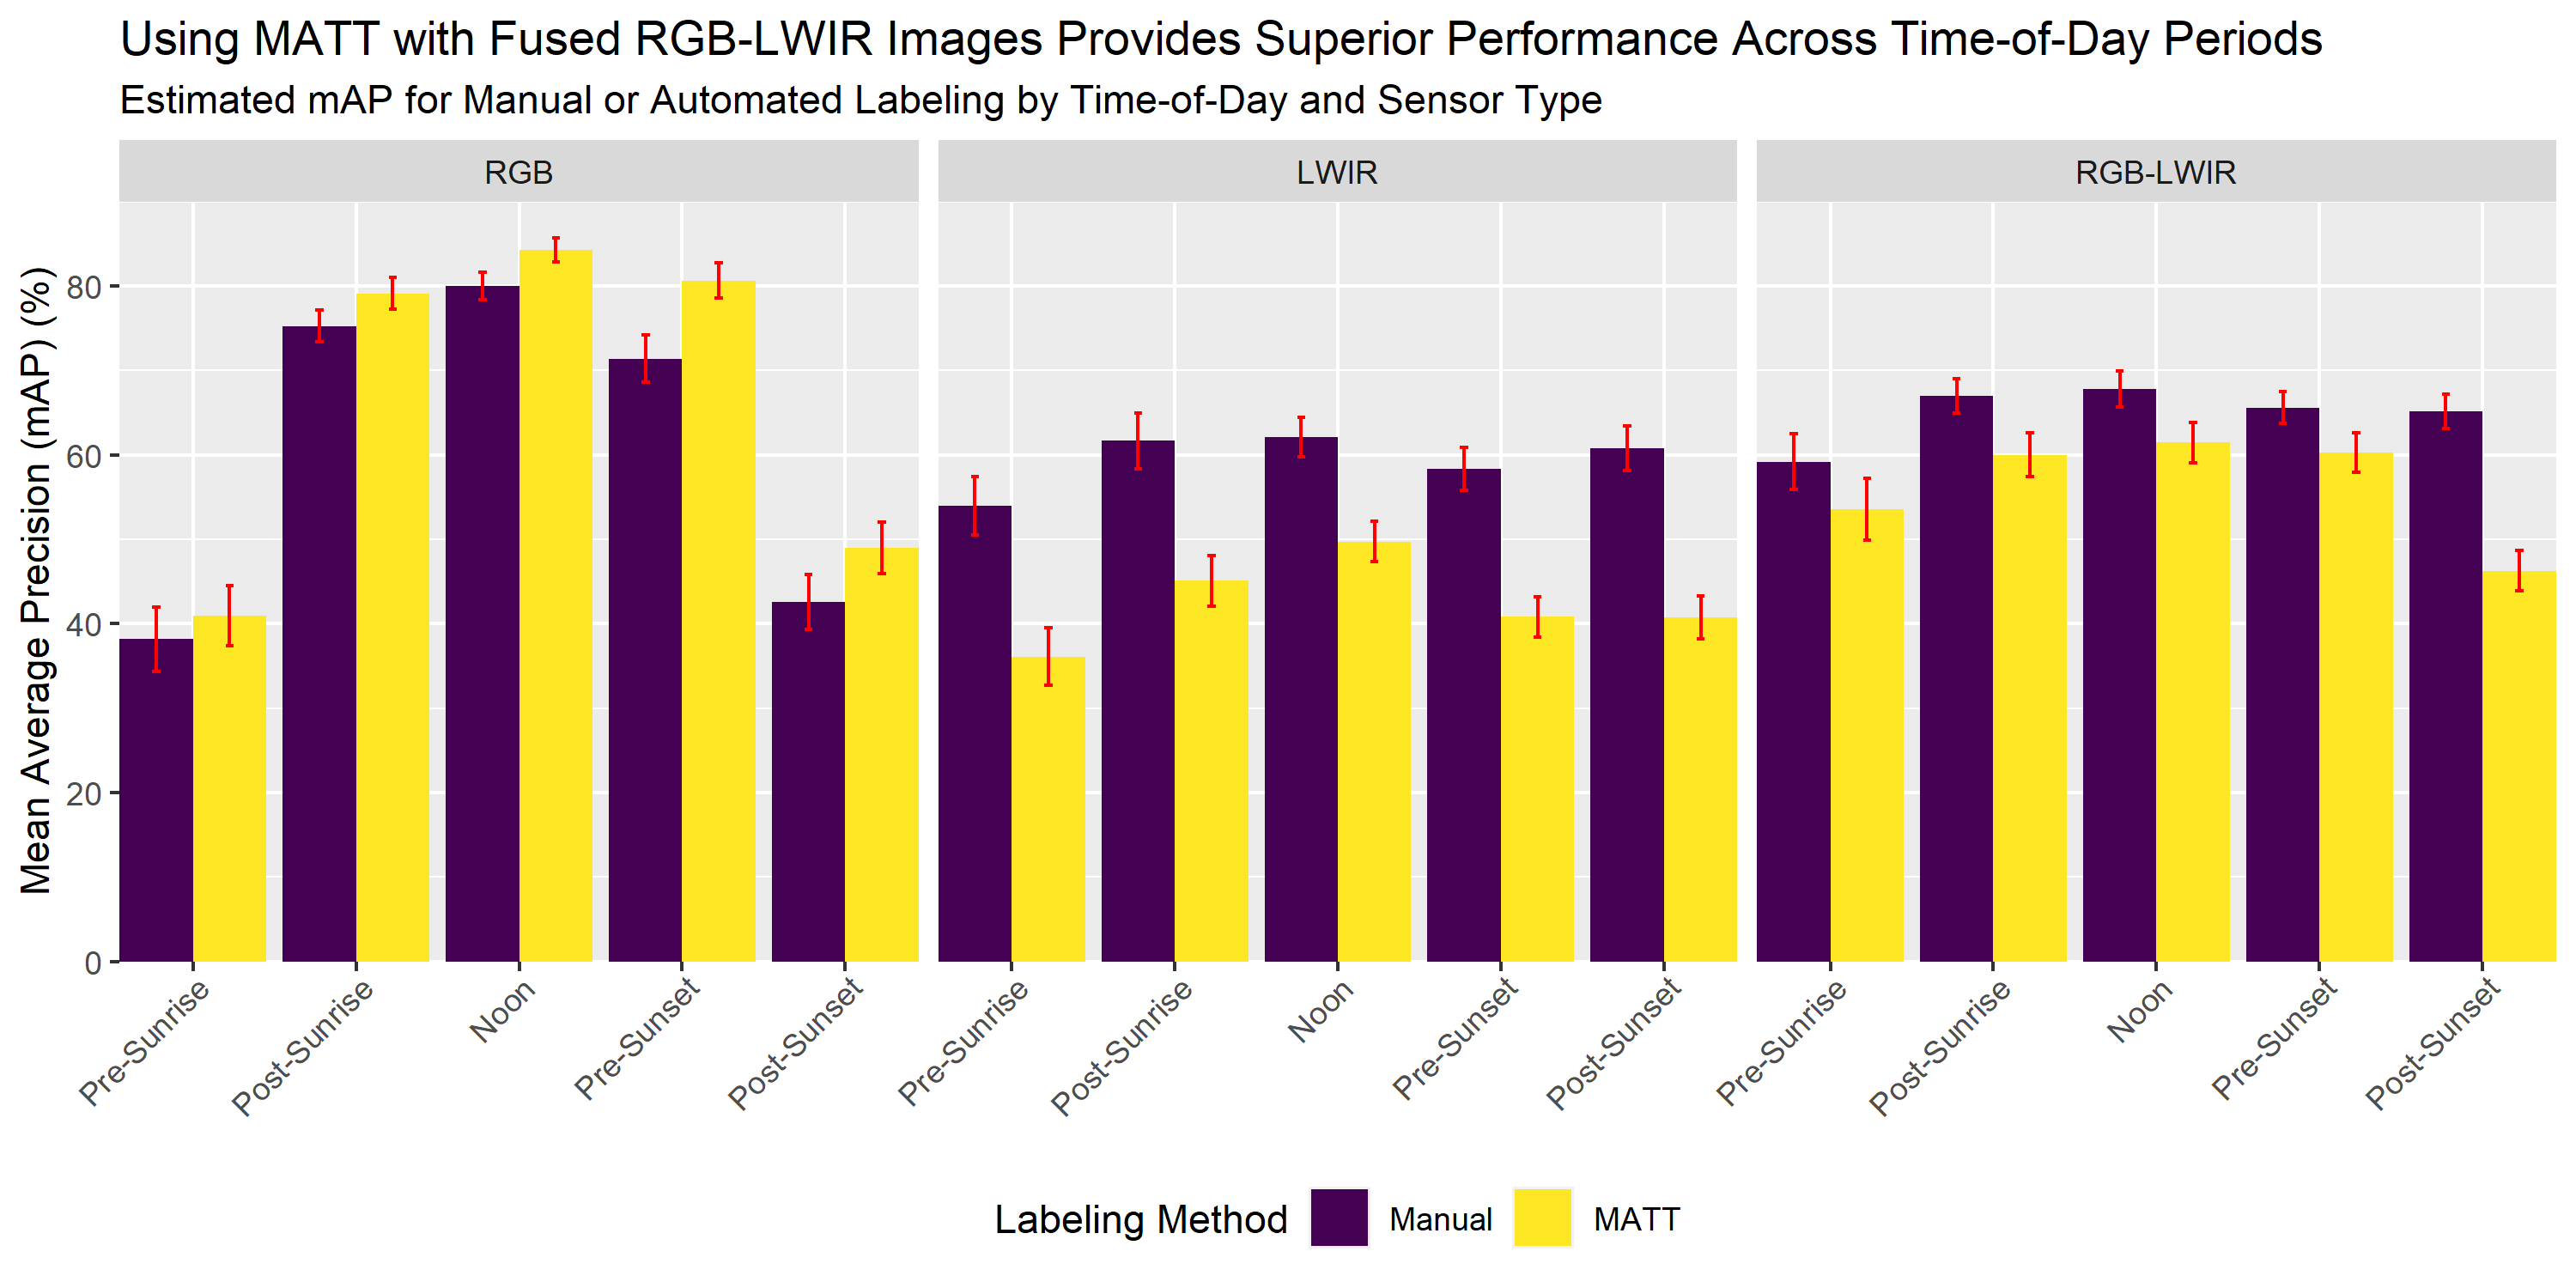 Using MATT with Fused RGB-LWIR Images Provides Superior Performance Across Time-of-Day Periods
Estimated mAP for Manual or Automated Labeling by Time-of-Day and Sensor Type
RGB
LWIR
RGB-LWIR
Mean Average Precision (mAP) (%)
80
60
40
20
0
Pre-Sunrise
Post-Sunrise
Noon
Pre-Sunset
Post-Sunset
Pre-Sunrise
Post-Sunrise
Noon
Pre-Sunset
Post-Sunset
Pre-Sunrise
Post-Sunrise
Noon
Pre-Sunset
Post-Sunset
Labeling Method
Manual
MATT